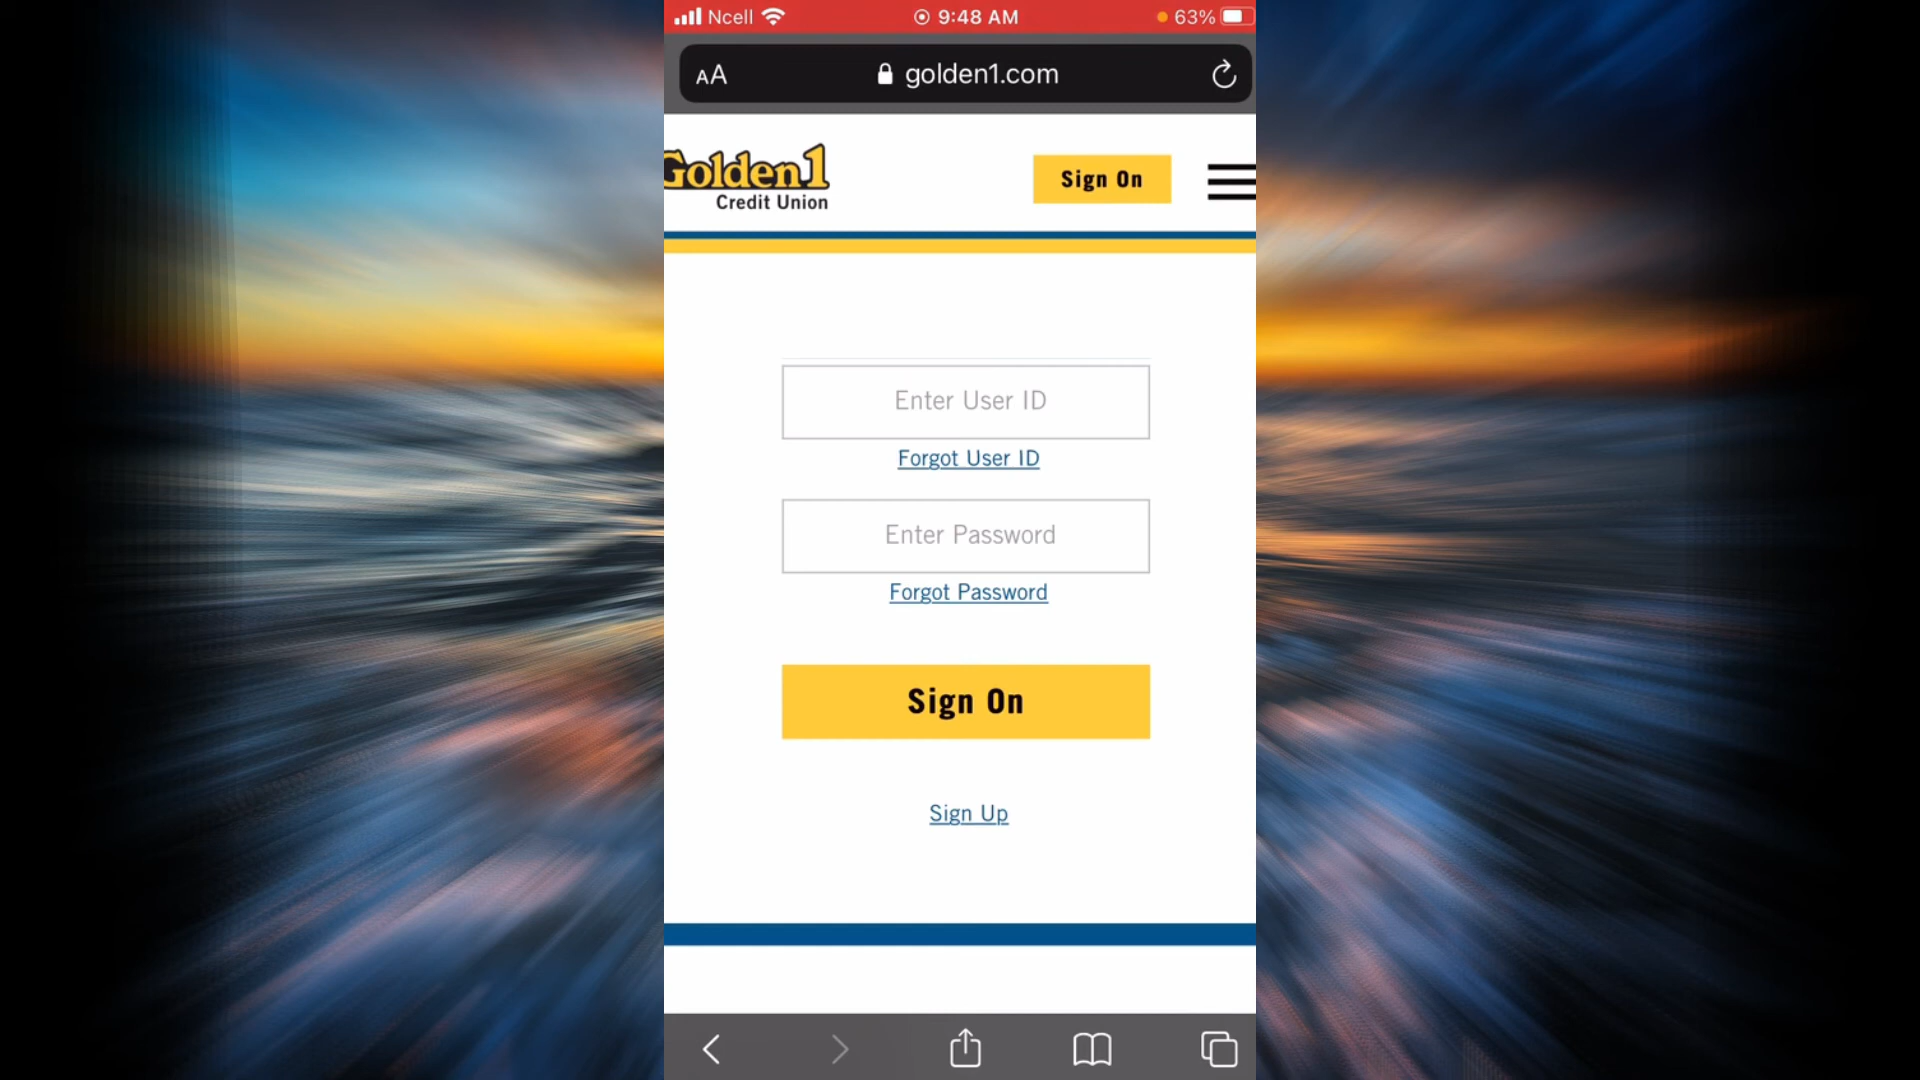 Ncell 9:48 AM 63%
AA golden1.com
Golden1
Credit Union
Sign On
Enter User ID
Forgot User ID
Enter Password
Forgot Password
Sign On
Sign Up